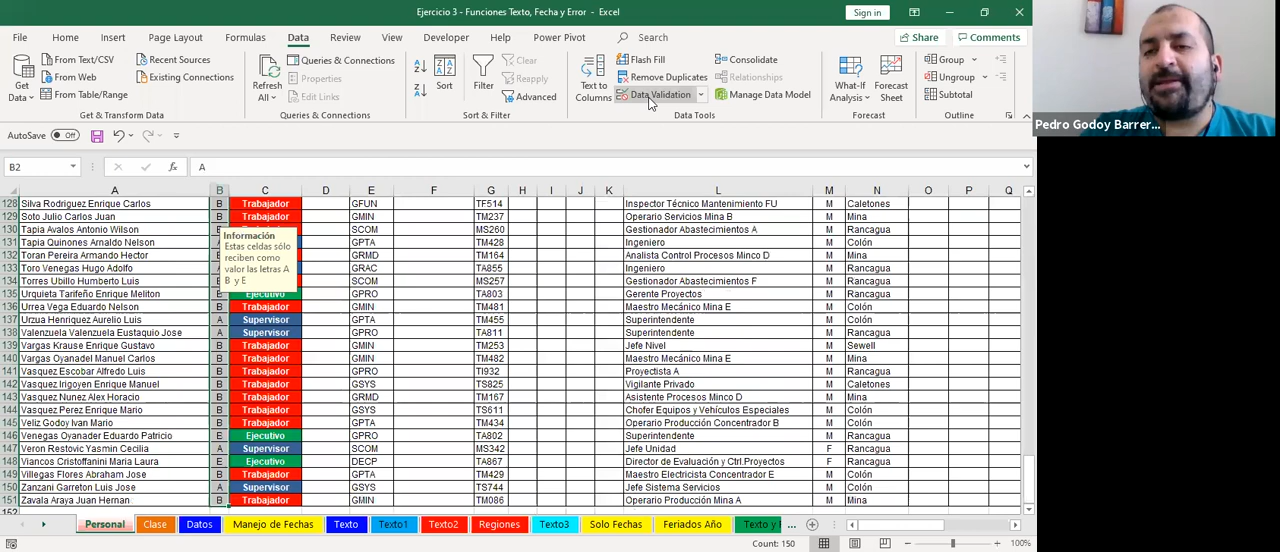 Ejercicio 3 - Funciones Texto, Fecha y Error - Excel
Sign in
File Home Insert Page Layout Formulas Data Review View Developer Help Power Pivot Search Share Comments
Get Data
From Text/CSV
From Web
From Table/Range
Recent Sources
Existing Connections
Get & Transform Data
Refresh All
Queries & Connections
Properties
Edit Links
Queries & Connections
Sort
Filter
Clear
Reapply
Advanced
Sort & Filter
Text to Columns
Flash Fill
Remove Duplicates
Data Validation
Consolidate
Relationships
Manage Data Model
Data Tools
What-If Analysis
Forecast Sheet
Forecast
Group
Ungroup
Subtotal
Outline
Pedro Godoy Barrer...
AutoSave Off
B2 fx A
A B C D E F G H I J K L M N O P Q
128 Silva Rodriguez Enrique Carlos B Trabajador GFUN TF514 Inspector Técnico Mantenimiento FU M Caletones
129 Soto Julio Carlos Juan B Trabajador GMIN TM237 Operario Servicios Mina B M Mina
130 Tapia Avalos Antonio Wilson B Trabajador SCOM MS260 Gestionador Abastecimientos A M Rancagua
131 Tapia Quinones Arnaldo Nelson GPTA TM428 Ingeniero M Colón
132 Toran Pereira Armando Hector GRMD TM164 Analista Control Procesos Minco D M Mina
133 Toro Venegas Hugo Adolfo GRAC TA855 Ingeniero M Rancagua
134 Torres Ubillo Humberto Luis SCOM MS257 Gestionador Abastecimientos F M Rancagua
135 Urquieta Tarifeño Enrique Meliton Ejecutivo GPRO TA803 Gerente Proyectos M Rancagua
136 Urrea Vega Eduardo Nelson B Trabajador GMIN TM481 Maestro Mecánico Mina E M Mina
137 Urzua Henriquez Aurelio Luis A Supervisor GPTA TM455 Superintendente M Colón
138 Valenzuela Valenzuela Eustaquio Jose A Supervisor GPRO TA811 Superintendente M Rancagua
139 Vargas Krause Enrique Gustavo B Trabajador GMIN TM253 Jefe Nivel M Sewell
140 Vargas Oyanadel Manuel Carlos B Trabajador GMIN TM482 Maestro Mecánico Mina E M Mina
141 Vasquez Escobar Alfredo Luis B Trabajador GPRO TI932 Proyectista A M Rancagua
142 Vasquez Irigoyen Enrique Manuel B Trabajador GSYS TS825 Vigilante Privado M Caletones
143 Vasquez Nunez Alex Horacio B Trabajador GRMD TM167 Asistente Procesos Minco D M Mina
144 Vasquez Perez Enrique Mario B Trabajador GSYS TS611 Chofer Equipos y Vehículos Especiales M Colón
145 Veliz Godoy Ivan Mario B Trabajador GPTA TM434 Operario Producción Concentrador B M Colón
146 Venegas Oyanader Eduardo Patricio E Ejecutivo GPRO TA802 Superintendente M Rancagua
147 Veron Restovic Yasmin Cecilia A Supervisor SCOM MS342 Jefe Unidad F Rancagua
148 Viancos Cristoffanini Maria Laura E Ejecutivo DECP TA867 Director de Evaluación y Ctrl.Proyectos F Rancagua
149 Villegas Flores Abraham Jose B Trabajador GPTA TM429 Maestro Electricista Concentrador E M Colón
150 Zanzani Garreton Luis Jose A Supervisor GSYS TS744 Jefe Sistema Servicios M Colón
151 Zavala Araya Juan Hernan B Trabajador GMIN TM086 Operario Producción Mina A M Mina
152
Información
Estas celdas sólo
reciben como
valor las letras A
B y E
Personal Clase Datos Manejo de Fechas Texto Texto1 Texto2 Regiones Texto3 Solo Fechas Feriados Año Texto y ...
Count: 150 100%